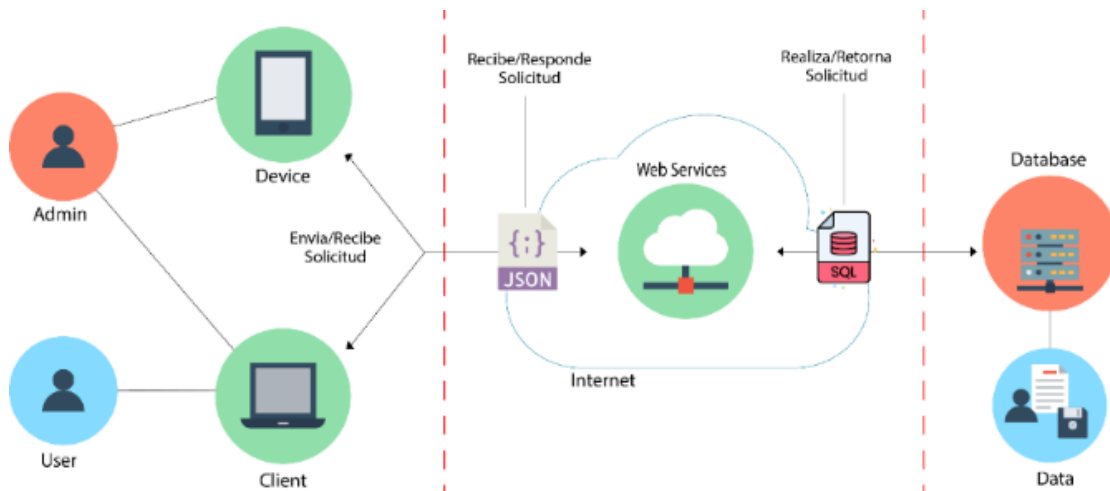 Recibe/Responde
Solicitud
Realiza/Retorna
Solicitud
Device
Admin
Envia/Recibe
Solicitud
{;}
JSON
Web Services
SQL
Database
Internet
User
Client
Data